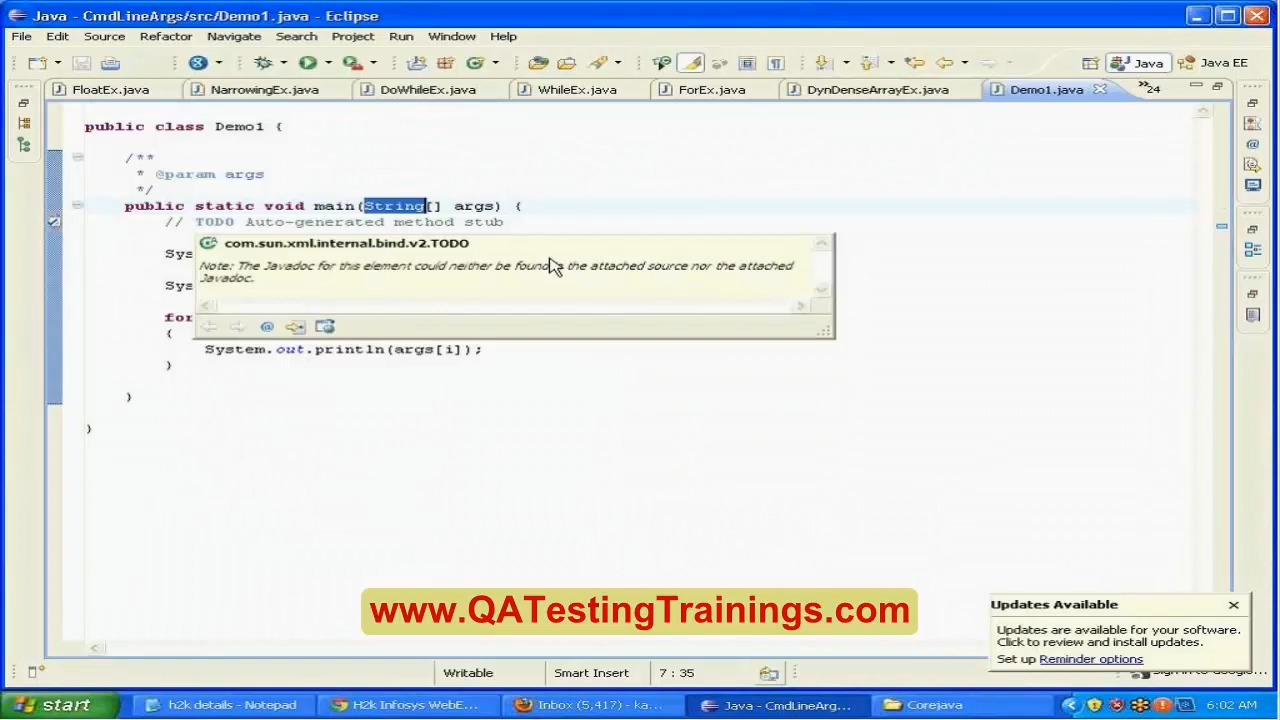 Java - CmdLineArgs/src/Demo1.java - Eclipse
File Edit Source Refactor Navigate Search Project Run Window Help
Java Java EE
FloatEx.java NarrowingEx.java DoWhileEx.java WhileEx.java ForEx.java DynDenseArrayEx.java Demo1.java »24
public class Demo1 {
/**
* @param args
*/
public static void main(String[] args) {
// TODO Auto-generated method stub
com.sun.xml.internal.bind.v2.TODO
Sys
Note: The Javadoc for this element could neither be found the attached source nor the attached
Javadoc.
Sys
for
{
System.out.println(args[i]);
}
}
}
www.QATestingTrainings.com
Updates Available
Updates are available for your software.
Click to review and install updates.
Set up Reminder options
Writable Smart Insert 7 : 35
start h2k details - Notepad H2k Infosys WebE... Inbox (5,417) - ka... Java - CmdLineArg... Corejava 6:02 AM